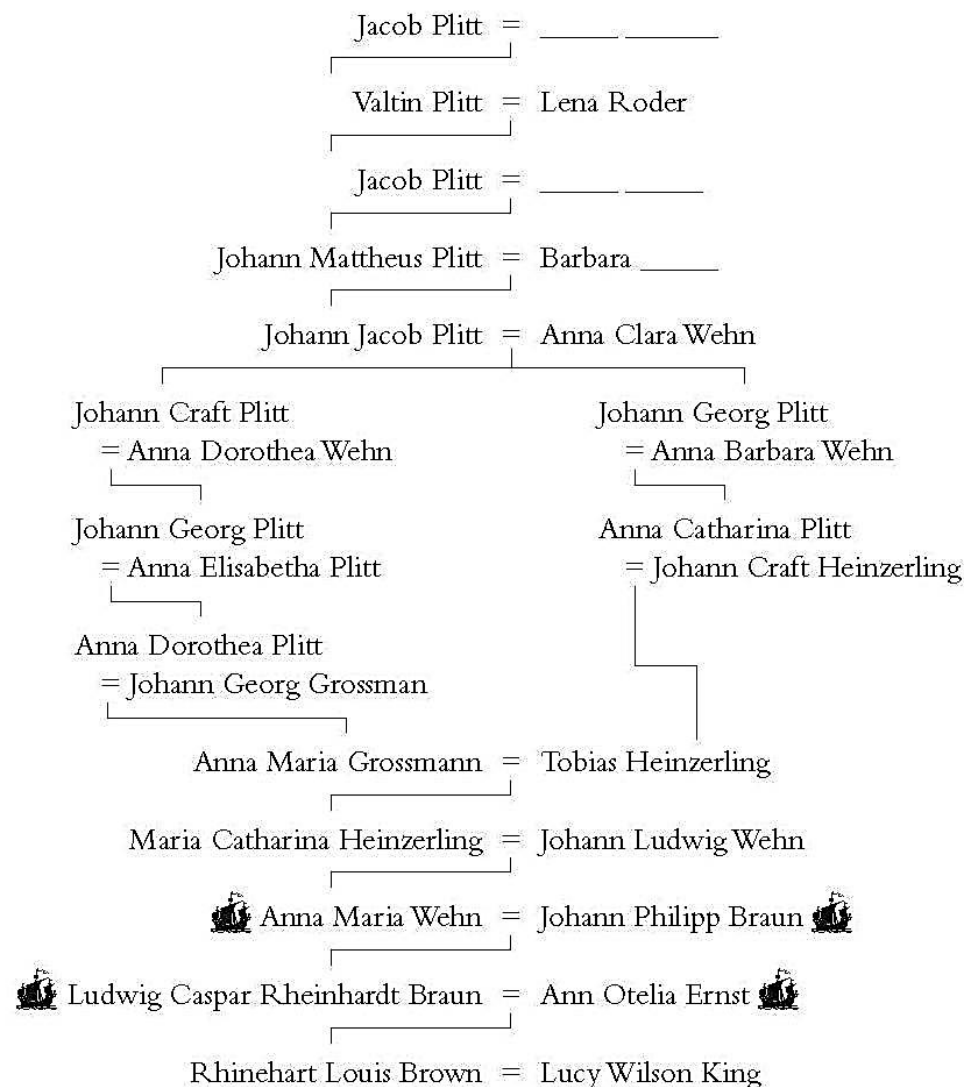 Jacob Plitt = _____ _____
Valtin Plitt = Lena Roder
Jacob Plitt = _____ _____
Johann Mattheus Plitt = Barbara _____
Johann Jacob Plitt = Anna Clara Wehn
Johann Craft Plitt
= Anna Dorothea Wehn
Johann Georg Plitt
= Anna Elisabetha Plitt
Anna Dorothea Plitt
= Johann Georg Grossman
Johann Georg Plitt
= Anna Barbara Wehn
Anna Catharina Plitt
= Johann Craft Heinzerling
Anna Maria Grossmann = Tobias Heinzerling
Maria Catharina Heinzerling = Johann Ludwig Wehn
Anna Maria Wehn = Johann Philipp Braun
Ludwig Caspar Rheinhardt Braun = Ann Otelia Ernst
Rhinehart Louis Brown = Lucy Wilson King